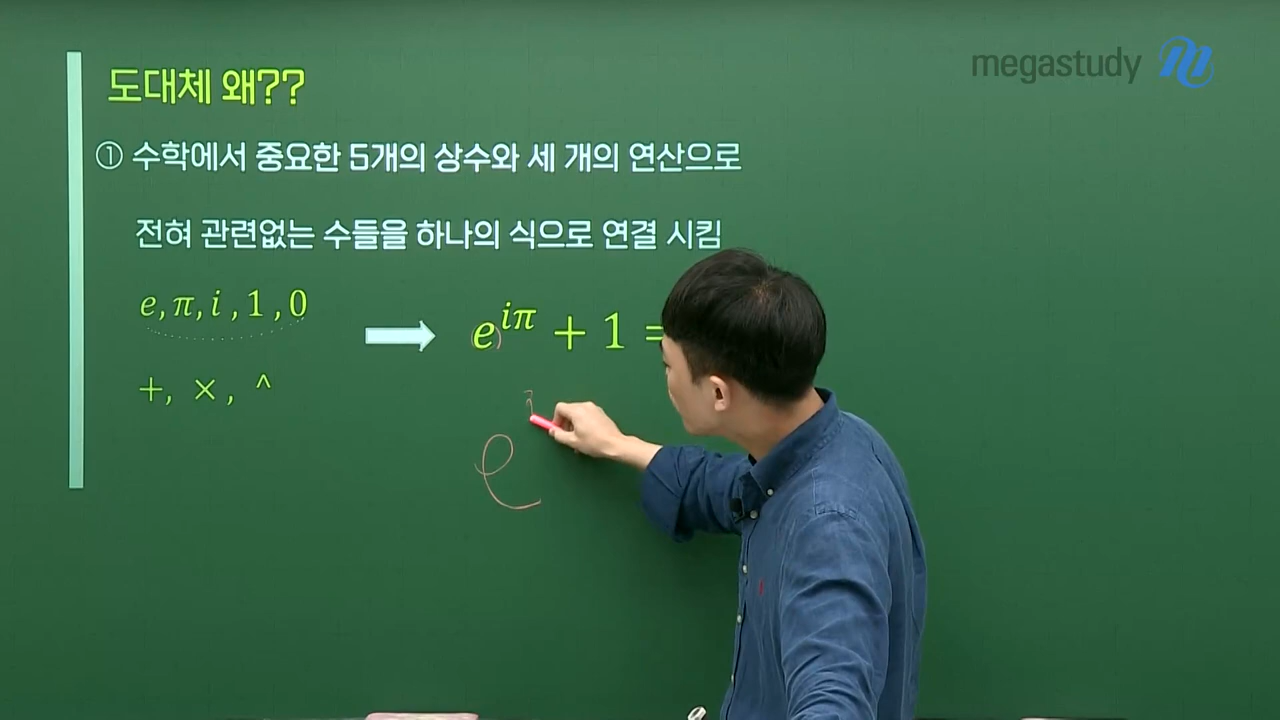 megastudy
도대체 왜??
① 수학에서 중요한 5개의 상수와 세 개의 연산으로
전혀 관련없는 수들을 하나의 식으로 연결 시킴
e, π, i , 1 , 0
e^{iπ} + 1 =
+, ×, ^
e